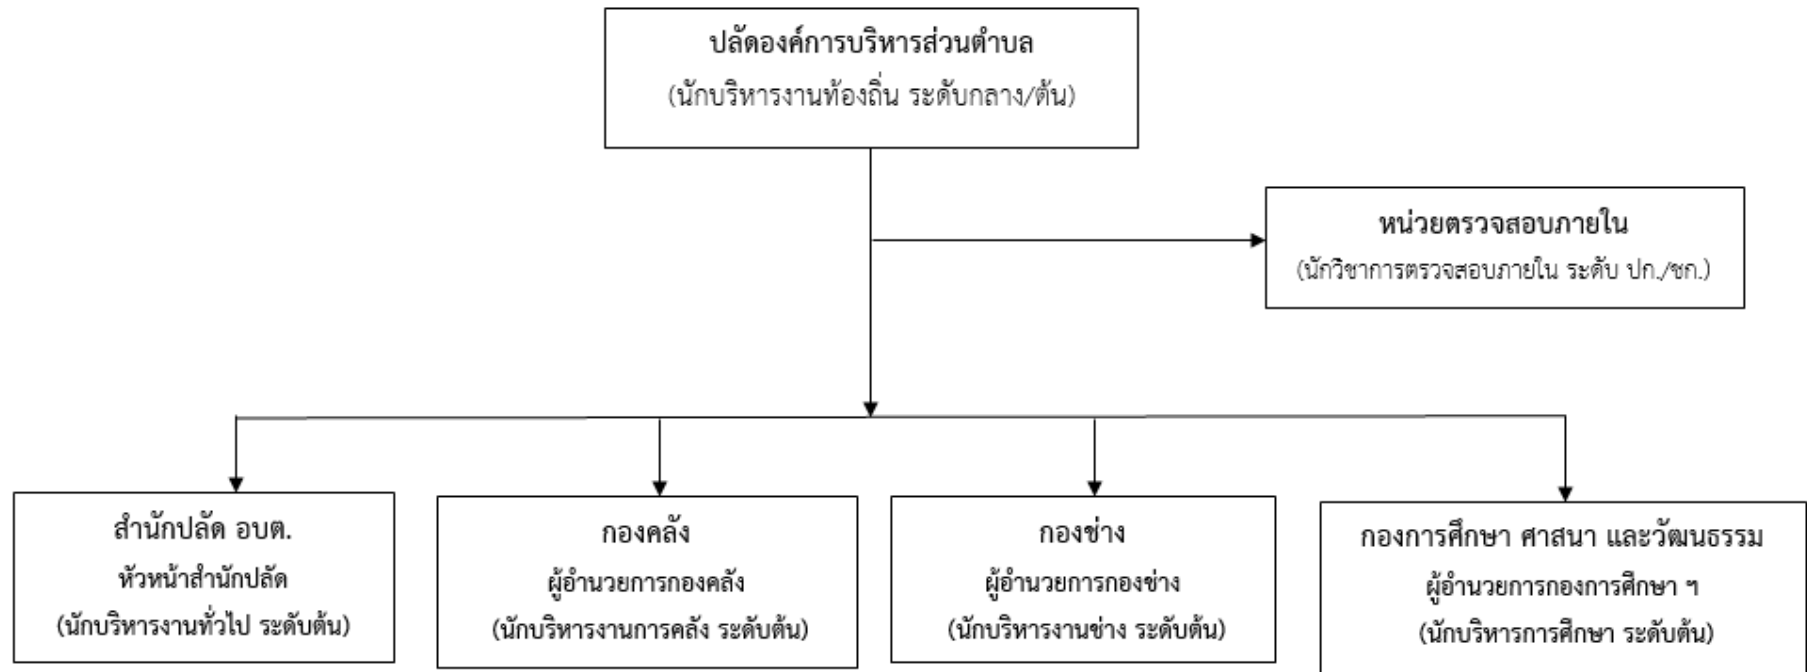 ปลัดองค์การบริหารส่วนตำบล
(นักบริหารงานท้องถิ่น ระดับกลาง/ต้น)
หน่วยตรวจสอบภายใน
(นักวิชาการตรวจสอบภายใน ระดับ ปก./ชก.)
สำนักปลัด อบต.
หัวหน้าสำนักปลัด
(นักบริหารงานทั่วไป ระดับต้น)
กองคลัง
ผู้อำนวยการกองคลัง
(นักบริหารงานการคลัง ระดับต้น)
กองช่าง
ผู้อำนวยการกองช่าง
(นักบริหารงานช่าง ระดับต้น)
กองการศึกษา ศาสนา และวัฒนธรรม
ผู้อำนวยการกองการศึกษา ฯ
(นักบริหารการศึกษา ระดับต้น)